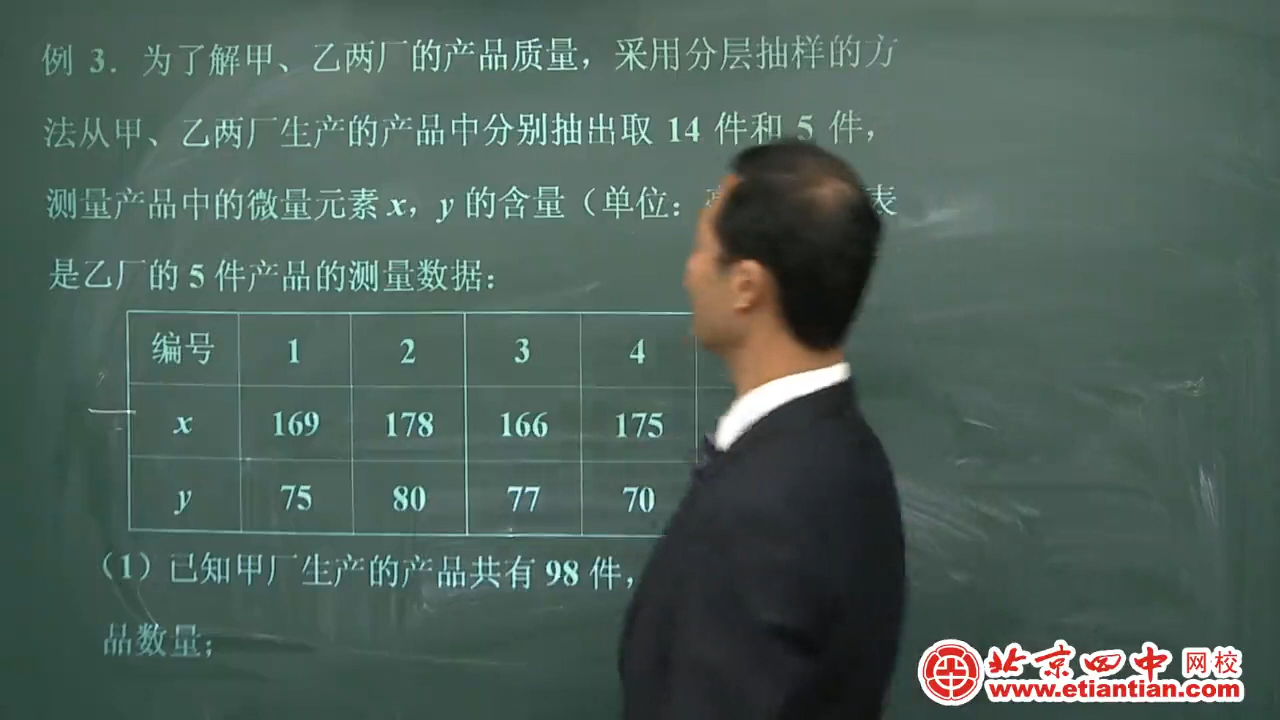 例 3．为了解甲、乙两厂的产品质量，采用分层抽样的方
法从甲、乙两厂生产的产品中分别抽出取 14 件和 5 件，
测量产品中的微量元素 x，y 的含量（单位：表
是乙厂的 5 件产品的测量数据：
编号 1 2 3 4
x 169 178 166 175
y 75 80 77 70
（1）已知甲厂生产的产品共有 98 件，
品数量；
北京四中网校
www.etiantian.com